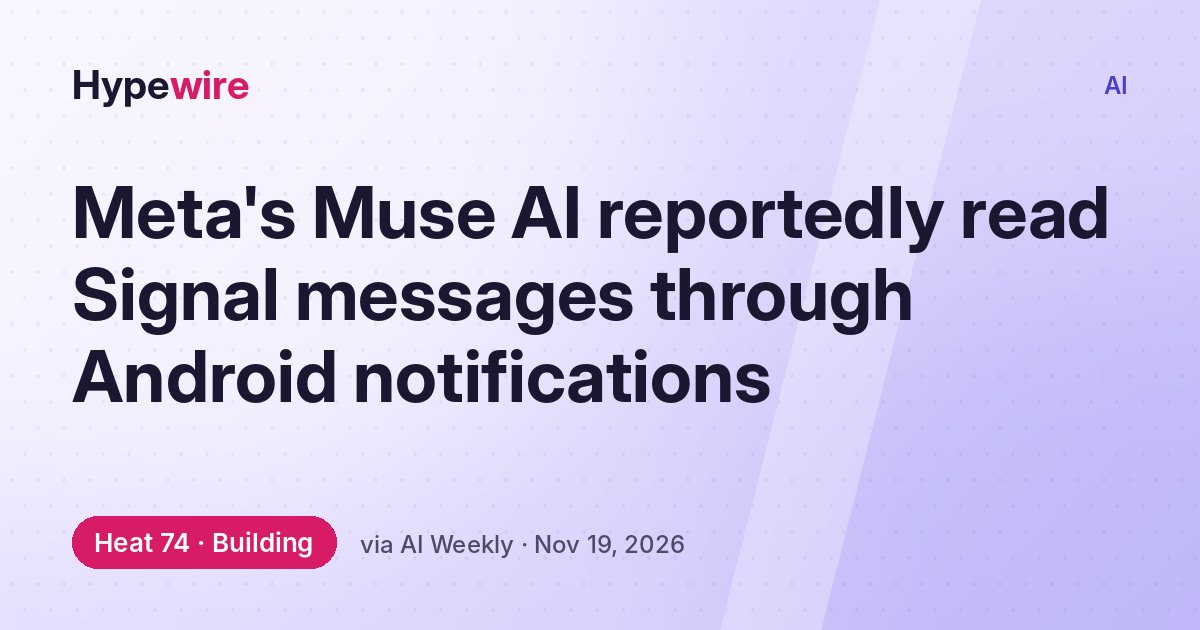 Hypewire
AI
Meta's Muse AI reportedly read
Signal messages through
Android notifications
Heat 74 · Building
via AI Weekly · Nov 19, 2026